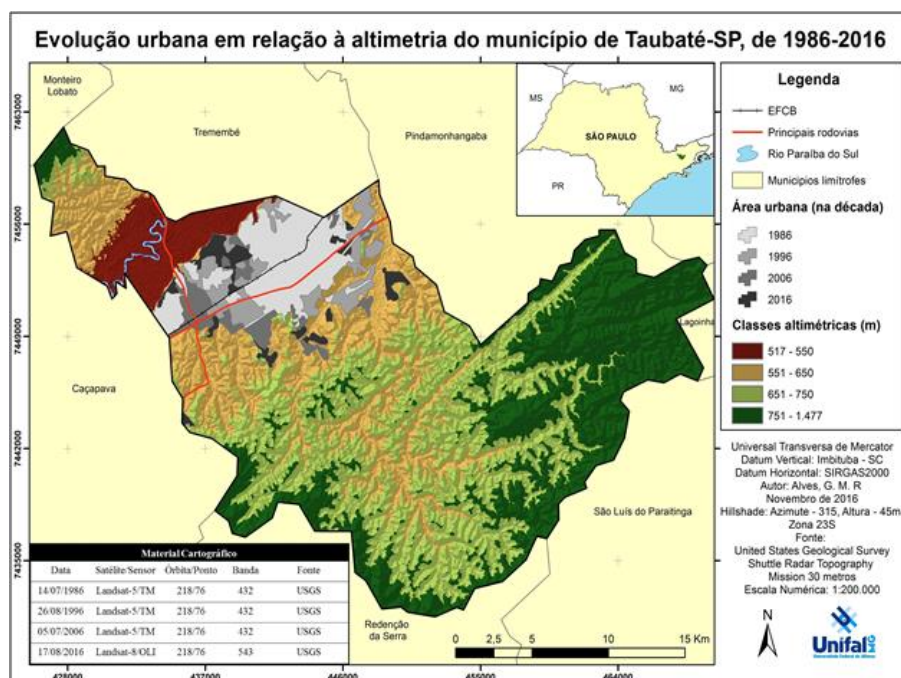 Evolução urbana em relação à altimetria do município de Taubaté-SP, de 1986-2016
Monteiro
Lobato
Tremembé
Pindamonhangaba
Caçapava
Lagoinha
São Luís do Paraitinga
Redenção
da Serra
MS
MG
SÃO PAULO
PR
7463000
7456000
7449000
7442000
7435000
428000
437000
446000
455000
464000
0 2,5 5 10 15 Km
Material Cartográfico
Data Satélite/Sensor Órbita/Ponto Banda Fonte
14/07/1986 Landsat-5/TM 218/76 432 USGS
26/08/1996 Landsat-5/TM 218/76 432 USGS
05/07/2006 Landsat-5/TM 218/76 432 USGS
17/08/2016 Landsat-8/OLI 218/76 543 USGS
Legenda
EFCB
Principais rodovias
Rio Paraíba do Sul
Municípios limítrofes
Área urbana (na década)
1986
1996
2006
2016
Classes altimétricas (m)
517 - 550
551 - 650
651 - 750
751 - 1.477
Universal Transversa de Mercator
Datum Vertical: Imbituba - SC
Datum Horizontal: SIRGAS2000
Autor: Alves, G. M. R
Novembro de 2016
Hillshade: Azimute - 315, Altura - 45m
Zona 23S
Fonte:
United States Geological Survey
Shuttle Radar Topography
Mission 30 metros
Escala Numérica: 1:200.000
N
Unifal MG
Universidade Federal de Alfenas